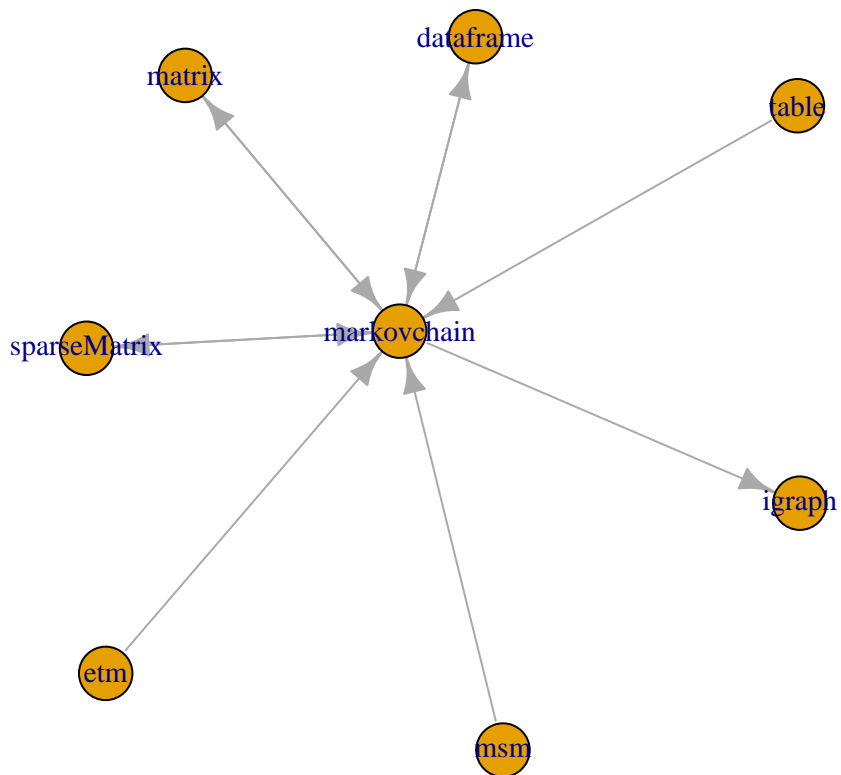 dataframe
matrix
table
markovchain
sparseMatrix
igraph
etm
msm